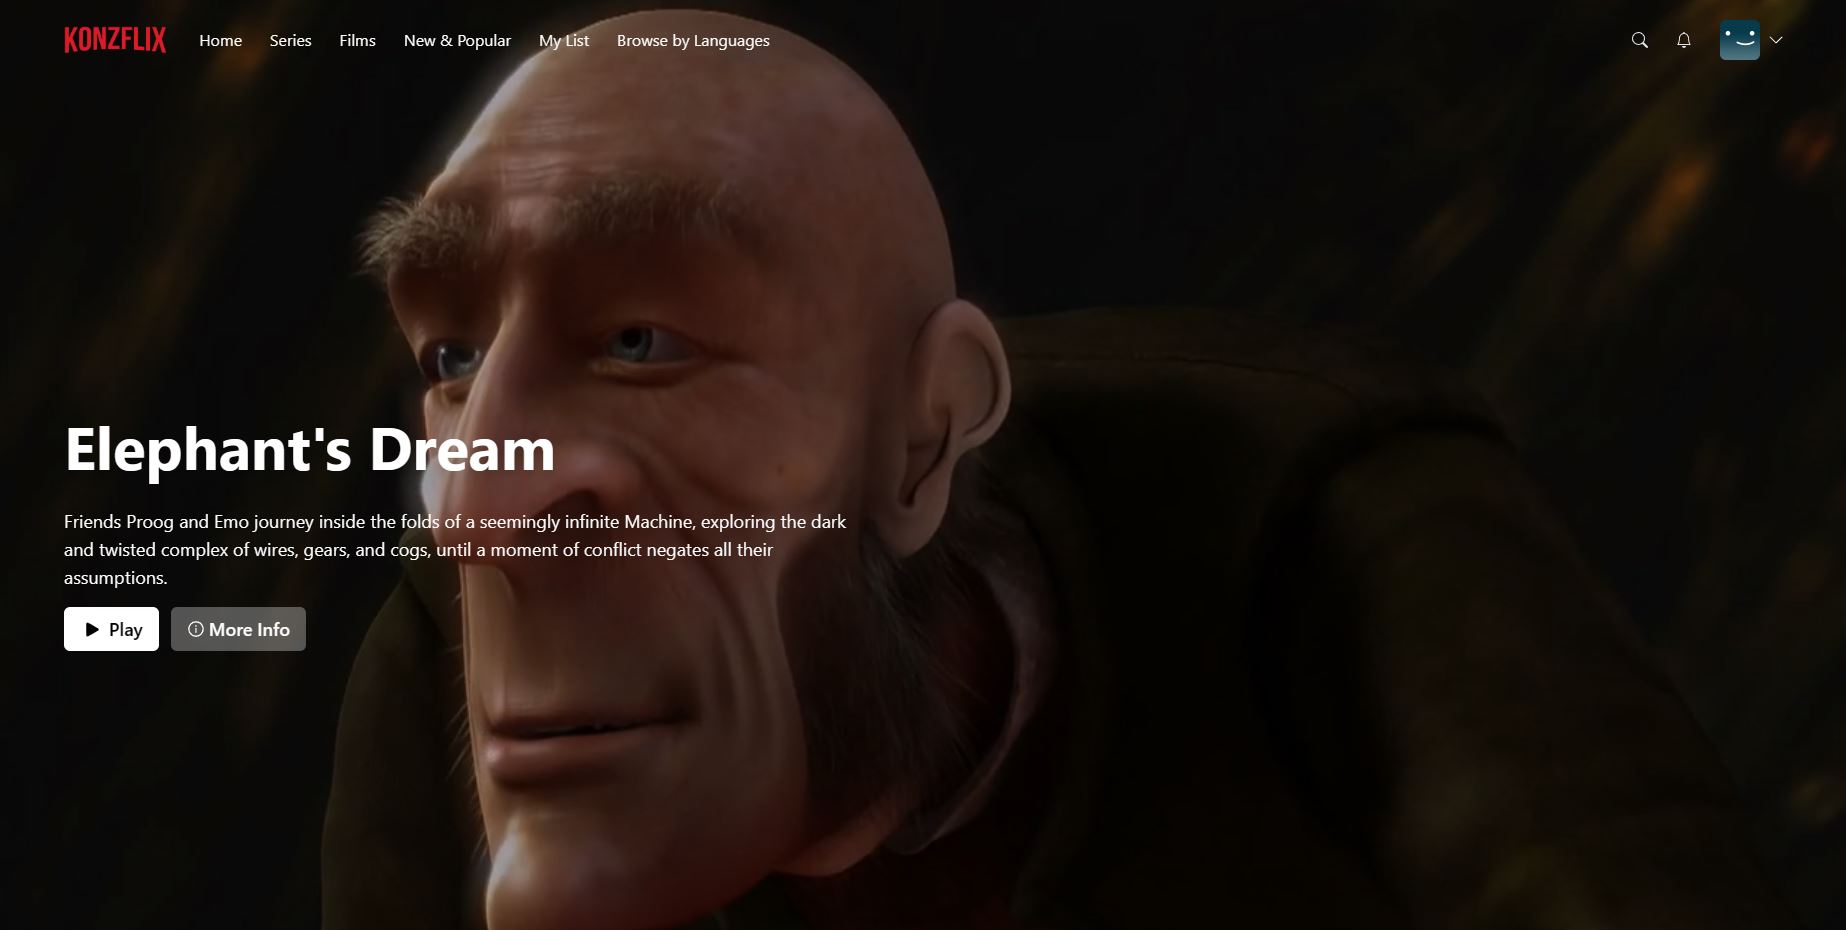 KONZFLIX Home Series Films New & Popular My List Browse by Languages
Elephant's Dream
Friends Proog and Emo journey inside the folds of a seemingly infinite Machine, exploring the dark
and twisted complex of wires, gears, and cogs, until a moment of conflict negates all their
assumptions.
Play More Info